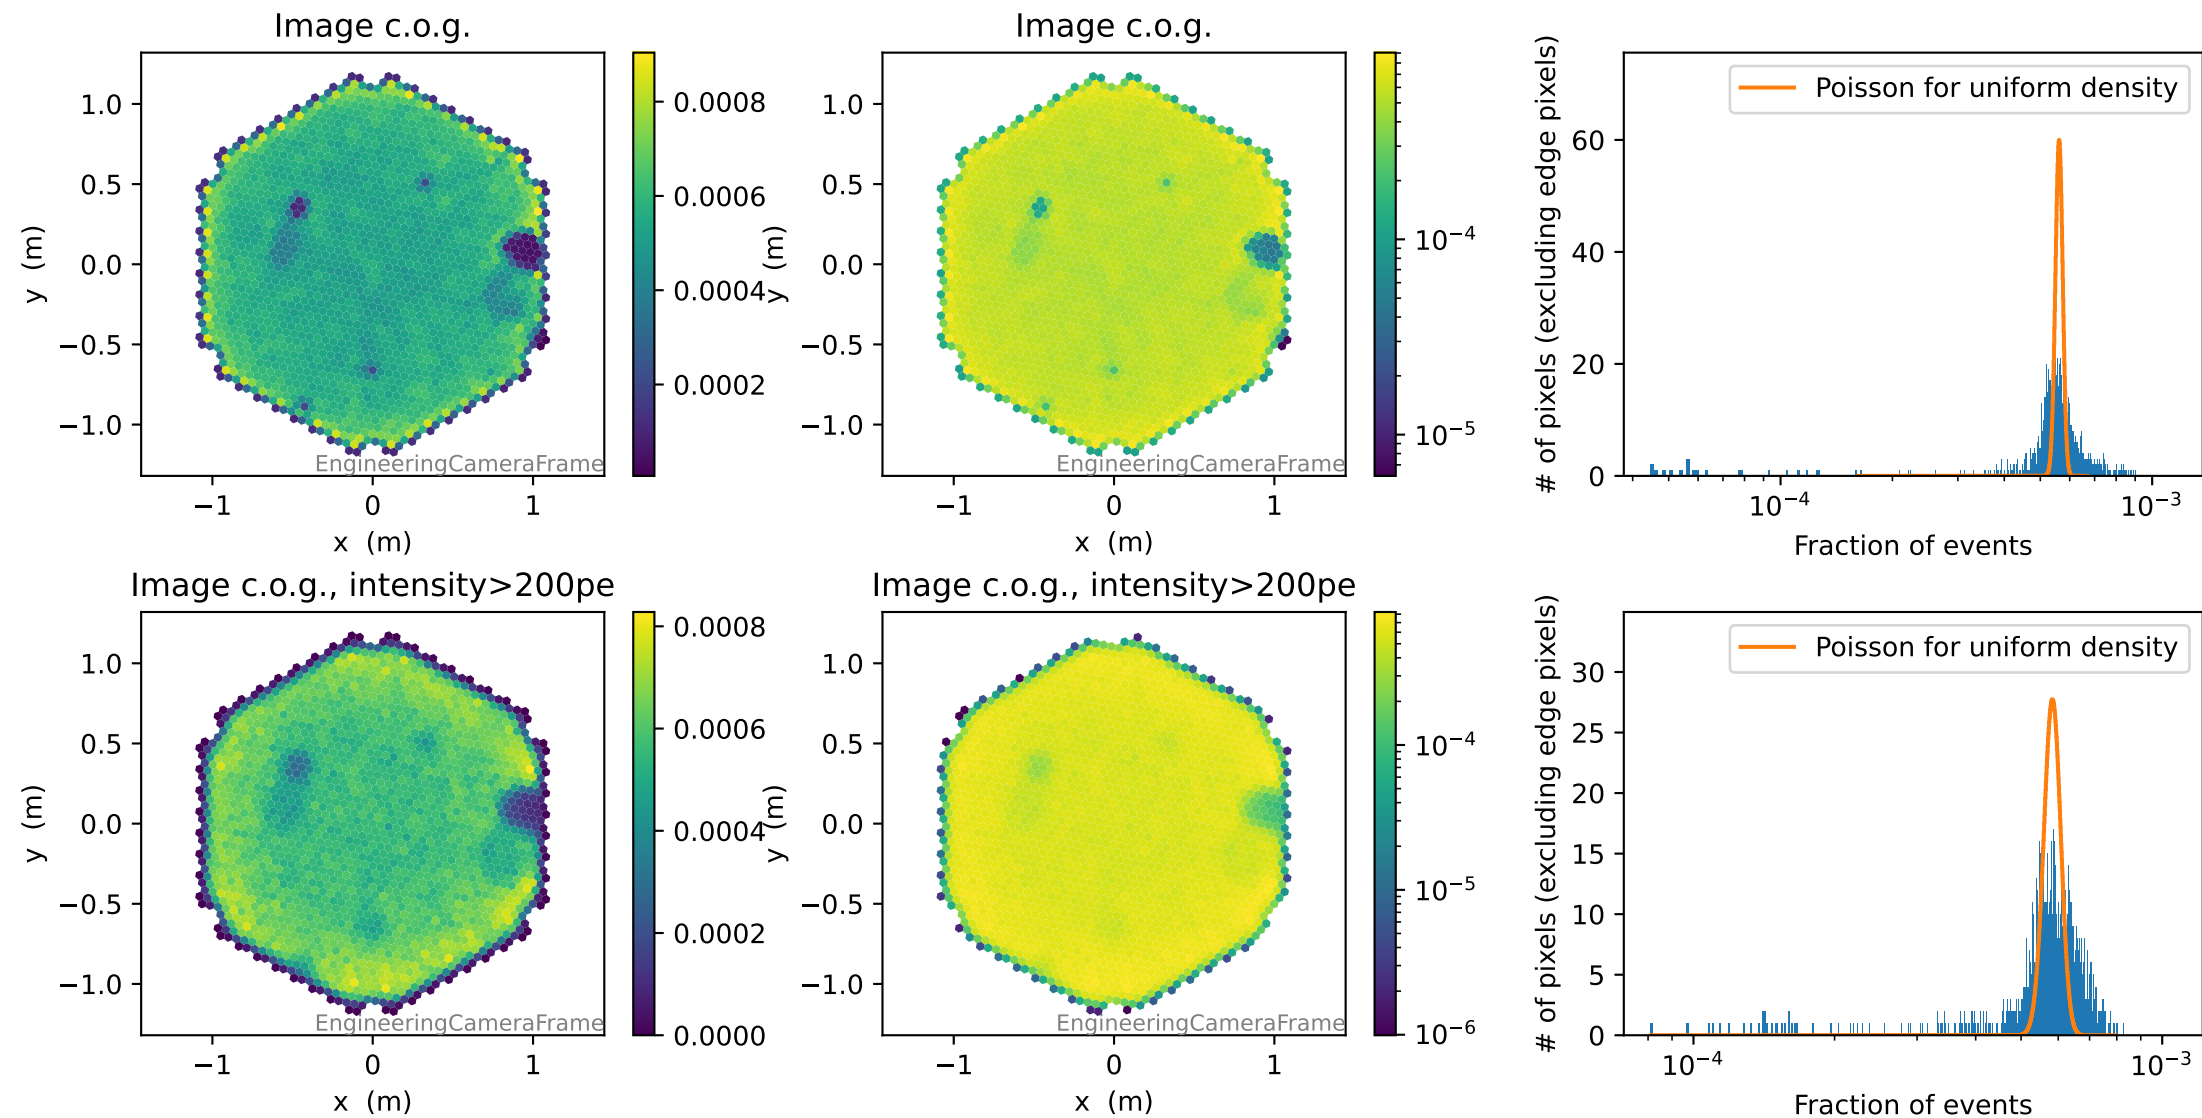 Image c.o.g.
1.0
0.5
0.0
−0.5
−1.0
y (m)
−1
0
1
x (m)
EngineeringCameraFrame
0.0008
0.0006
0.0004
0.0002
Image c.o.g.
1.0
0.5
0.0
−0.5
−1.0
y (m)
−1
0
1
x (m)
EngineeringCameraFrame
10⁻⁴
10⁻⁵
Poisson for uniform density
60
40
20
0
# of pixels (excluding edge pixels)
10⁻⁴
10⁻³
Fraction of events
Image c.o.g., intensity>200pe
1.0
0.5
0.0
−0.5
−1.0
y (m)
−1
0
1
x (m)
EngineeringCameraFrame
0.0008
0.0006
0.0004
0.0002
0.0000
Image c.o.g., intensity>200pe
1.0
0.5
0.0
−0.5
−1.0
y (m)
−1
0
1
x (m)
EngineeringCameraFrame
10⁻⁴
10⁻⁵
10⁻⁶
Poisson for uniform density
30
25
20
15
10
5
0
# of pixels (excluding edge pixels)
10⁻⁴
10⁻³
Fraction of events